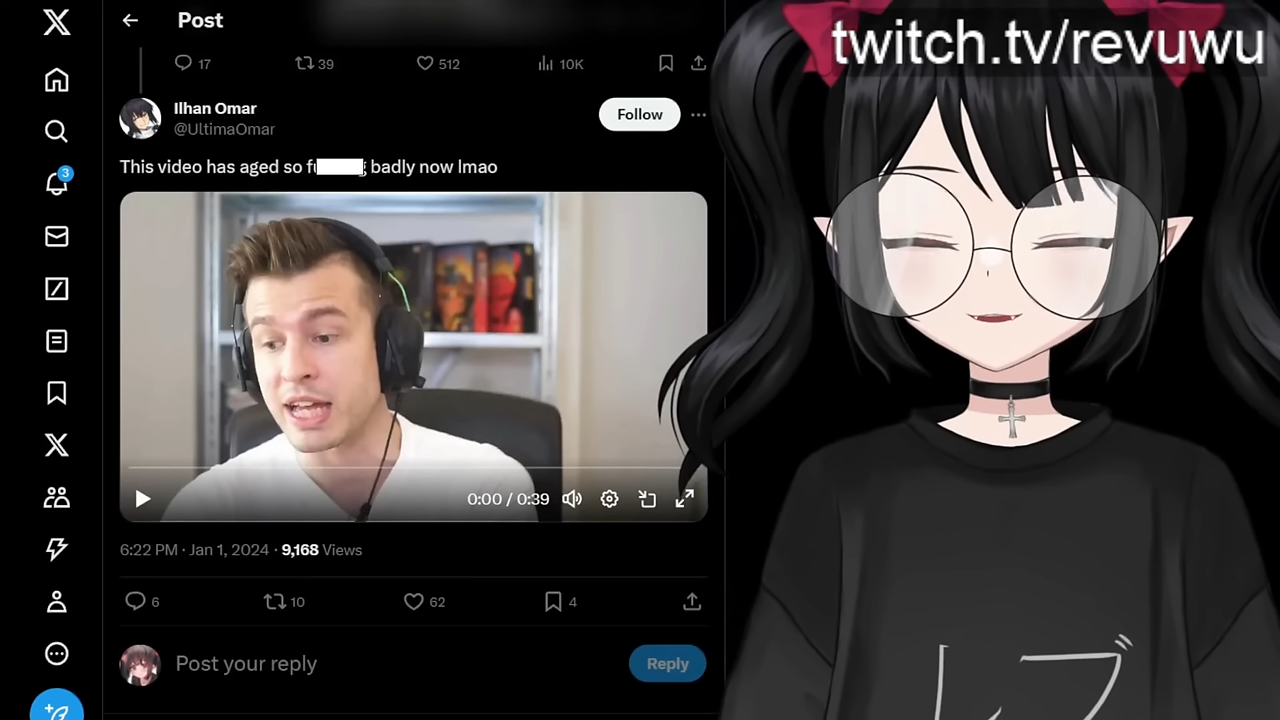 Post
17
39
512
10K
twitch.tv/revuwu
Ilhan Omar
@UltimaOmar
Follow
3
This video has aged so badly now lmao
0:00 / 0:39
6:22 PM · Jan 1, 2024 · 9,168 Views
6
10
62
4
Post your reply
Reply
レブ